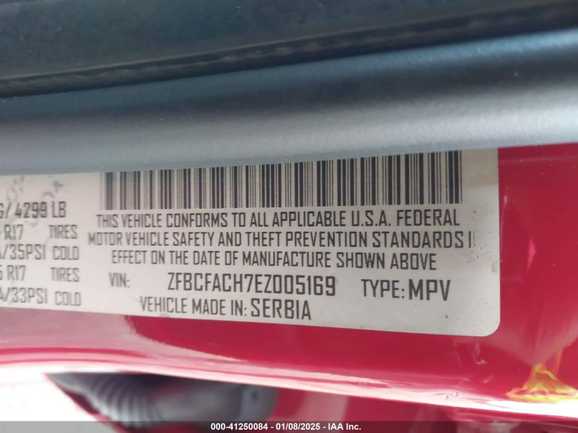 G/ 4299 LB
R17 TIRES
A/35PSI COLD
R17 TIRES
A/33PSI COLD
THIS VEHICLE CONFORMS TO ALL APPLICABLE U.S.A. FEDERAL
MOTOR VEHICLE SAFETY AND THEFT PREVENTION STANDARDS I
EFFECT ON THE DATE OF MANUFACTURE SHOWN ABOVE
VIN: ZFBCFACH7EZ005169 TYPE: MPV
VEHICLE MADE IN: SERBIA
000-41250084 - 01/08/2025 - IAA Inc.